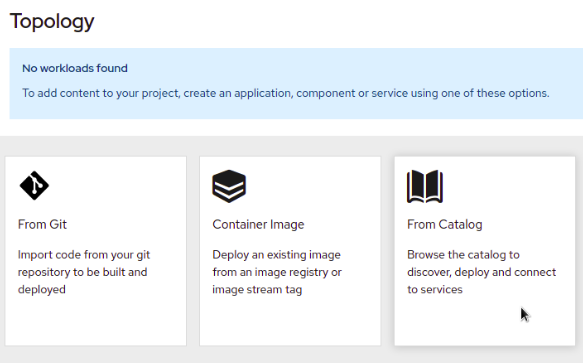 Topology
No workloads found
To add content to your project, create an application, component or service using one of these options.
From Git
Import code from your git
repository to be built and
deployed
Container Image
Deploy an existing image
from an image registry or
image stream tag
From Catalog
Browse the catalog to
discover, deploy and connect
to services